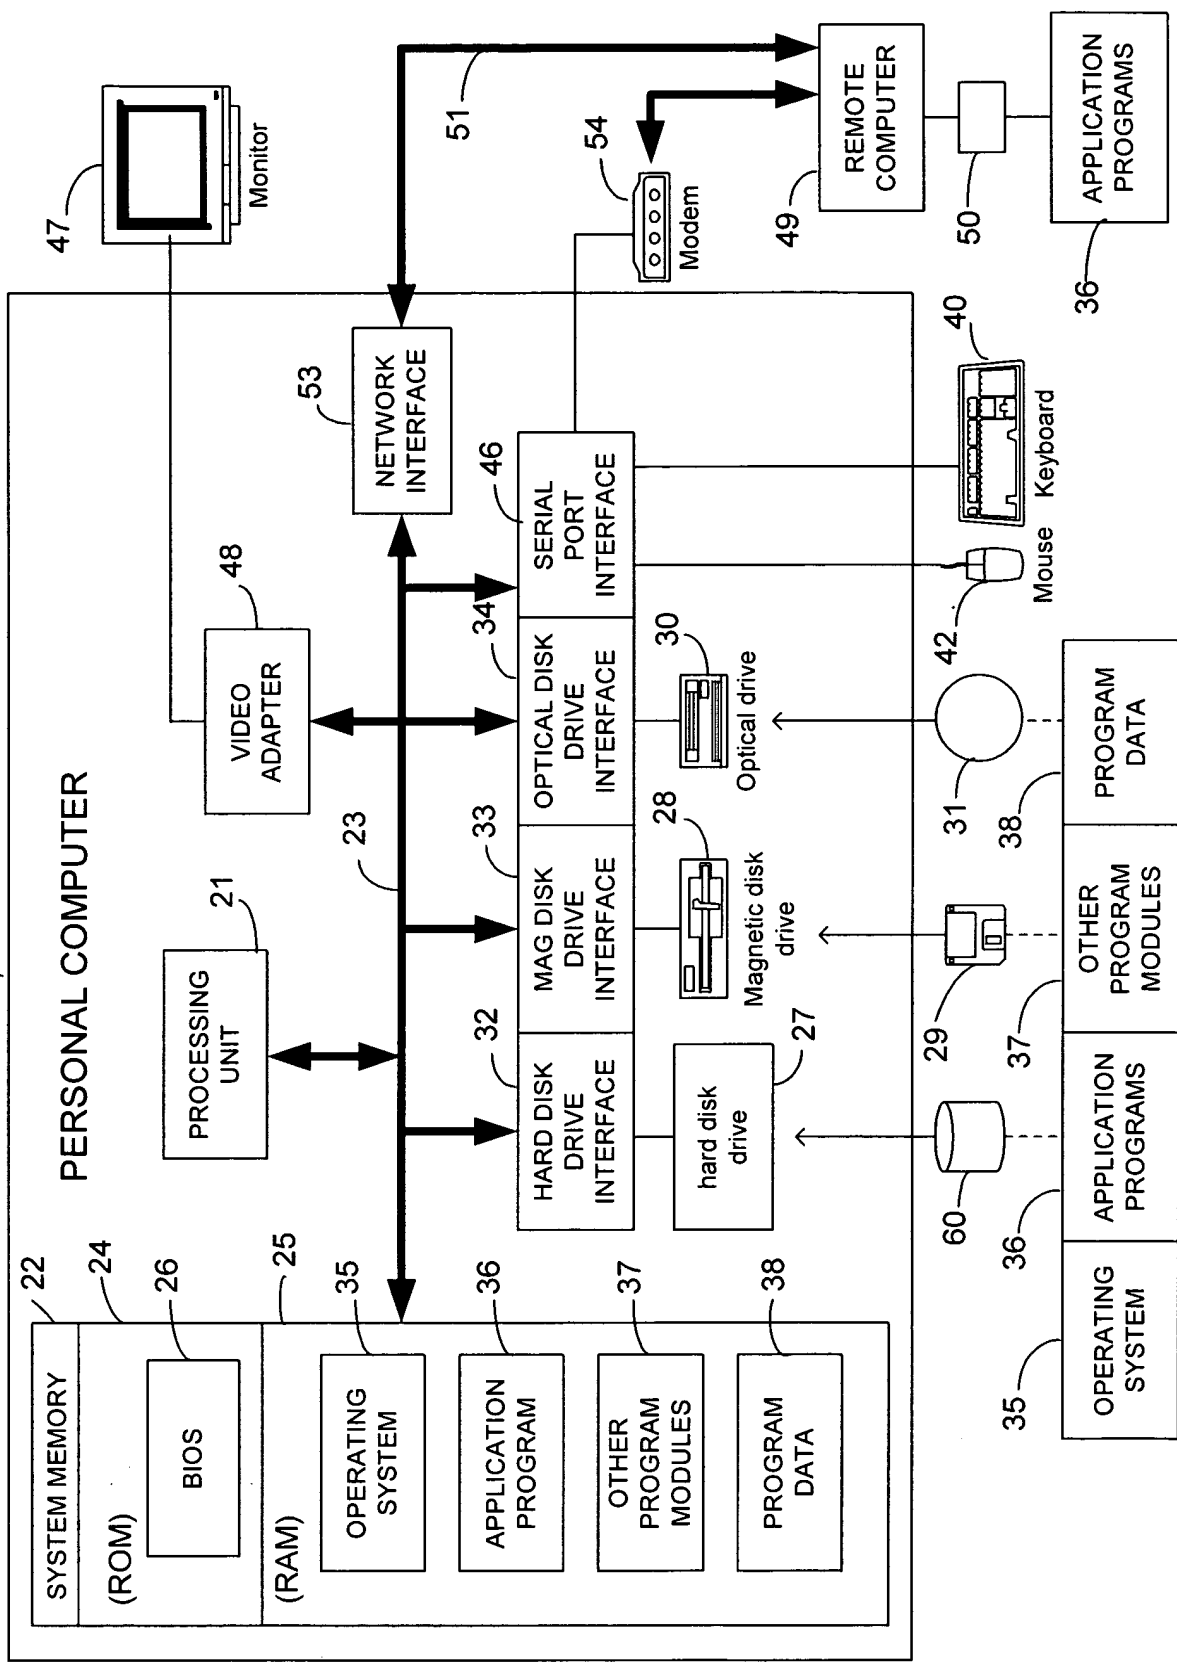 PERSONAL COMPUTER
SYSTEM MEMORY
22
(ROM)
24
BIOS
26
(RAM)
25
OPERATING
SYSTEM
35
APPLICATION
PROGRAM
36
OTHER
PROGRAM
MODULES
37
PROGRAM
DATA
38
PROCESSING
UNIT
21
23
VIDEO
ADAPTER
48
47
Monitor
NETWORK
INTERFACE
53
51
HARD DISK
DRIVE
INTERFACE
32
MAG DISK
DRIVE
INTERFACE
33
OPTICAL DISK
DRIVE
INTERFACE
34
SERIAL
PORT
INTERFACE
46
hard disk
drive
27
Magnetic disk
drive
28
Optical drive
30
Modem
54
REMOTE
COMPUTER
49
50
APPLICATION
PROGRAMS
36
60
29
31
42
Mouse
40
Keyboard
OPERATING
SYSTEM
35
APPLICATION
PROGRAMS
36
OTHER
PROGRAM
MODULES
37
PROGRAM
DATA
38